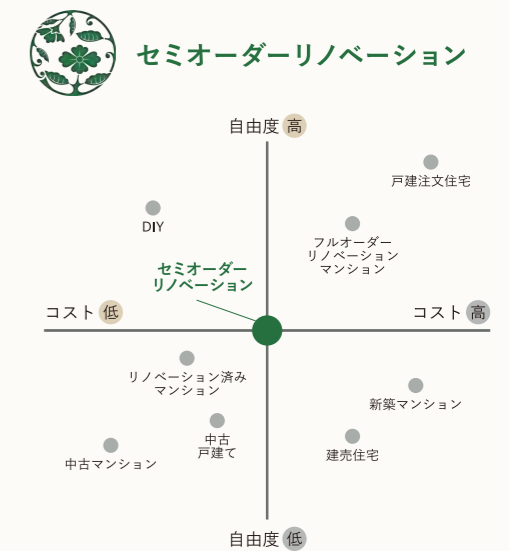 セミオーダーリノベーション
自由度 高
戸建注文住宅
DIY
フルオーダー
リノベーション
マンション
セミオーダー
リノベーション
コスト 低
コスト 高
リノベーション済み
マンション
新築マンション
中古
戸建て
建売住宅
中古マンション
自由度 低